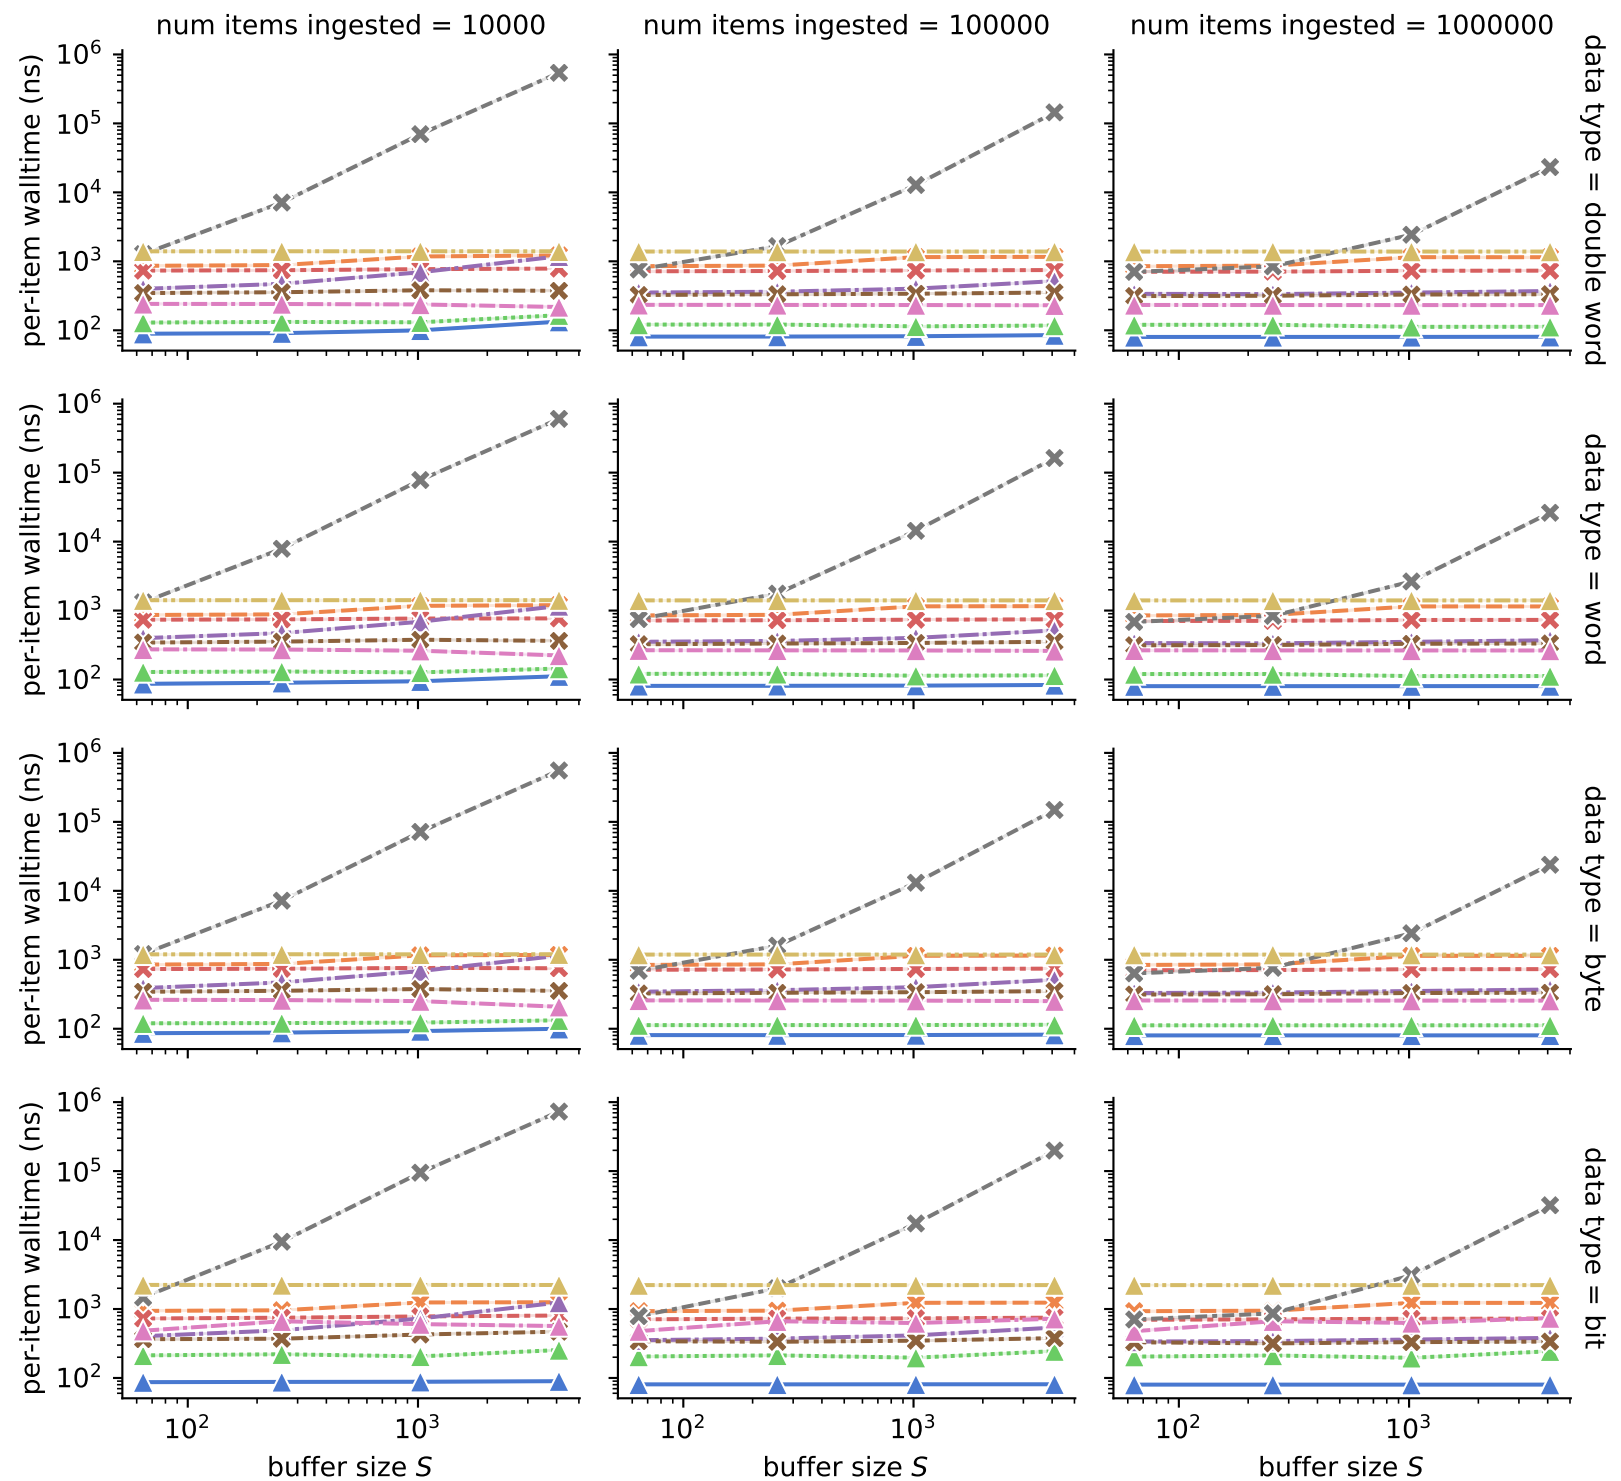 num items ingested = 10000
num items ingested = 100000
num items ingested = 1000000
per-item walltime (ns)
10^6
10^5
10^4
10^3
10^2
data type = double word
per-item walltime (ns)
10^6
10^5
10^4
10^3
10^2
data type = word
per-item walltime (ns)
10^6
10^5
10^4
10^3
10^2
data type = byte
per-item walltime (ns)
10^6
10^5
10^4
10^3
10^2
data type = bit
10^2 10^3
10^2 10^3
10^2 10^3
buffer size S
buffer size S
buffer size S